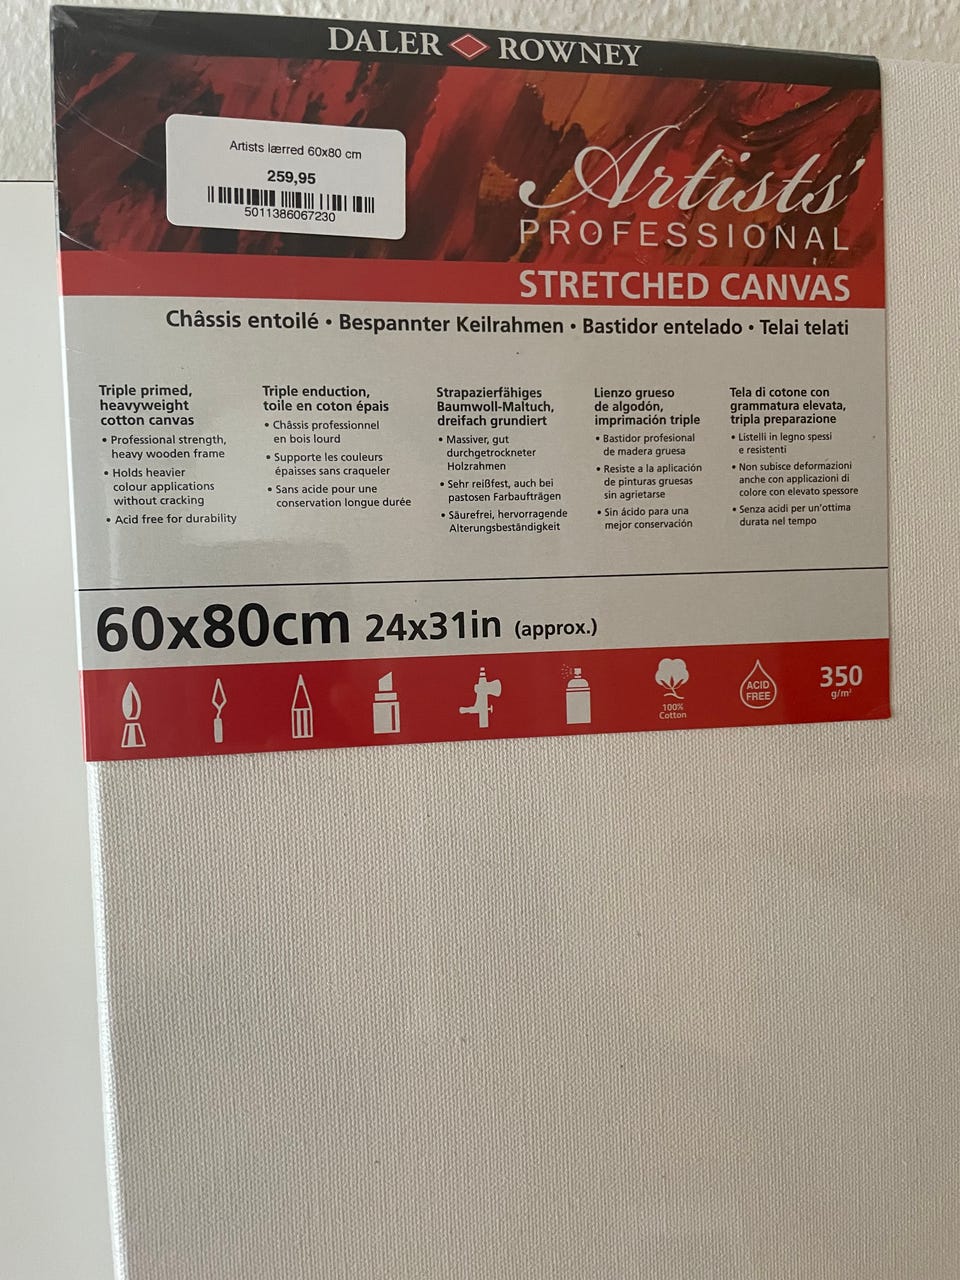 DALER ROWNEY
Artists lærred 60x80 cm
259,95
5011386067230
Artists'
PROFESSIONAL
STRETCHED CANVAS
Châssis entoilé • Bespannter Keilrahmen • Bastidor entelado • Telai telati
Triple primed,
heavyweight
cotton canvas
• Professional strength,
heavy wooden frame
• Holds heavier
colour applications
without cracking
• Acid free for durability
Triple enduction,
toile en coton épais
• Châssis professionnel
en bois lourd
• Supporte les couleurs
épaisses sans craqueler
• Sans acide pour une
conservation longue durée
Strapazierfähiges
Baumwoll-Maltuch,
dreifach grundiert
• Massiver, gut
durchgetrockneter
Holzrahmen
• Sehr reißfest, auch bei
pastosen Farbaufträgen
• Säurefrei, hervorragende
Alterungsbeständigkeit
Lienzo grueso
de algodón,
imprimación triple
• Bastidor profesional
de madera gruesa
• Resiste a la aplicación
de pinturas gruesas
sin agrietarse
• Sin ácido para una
mejor conservación
Tela di cotone con
grammatura elevata,
tripla preparazione
• Listelli in legno spessi
e resistenti
• Non subisce deformazioni
anche con applicazioni di
colore con elevato spessore
• Senza acidi per un'ottima
durata nel tempo
60x80cm 24x31in (approx.)
100%
Cotton
ACID
FREE
350
g/m²